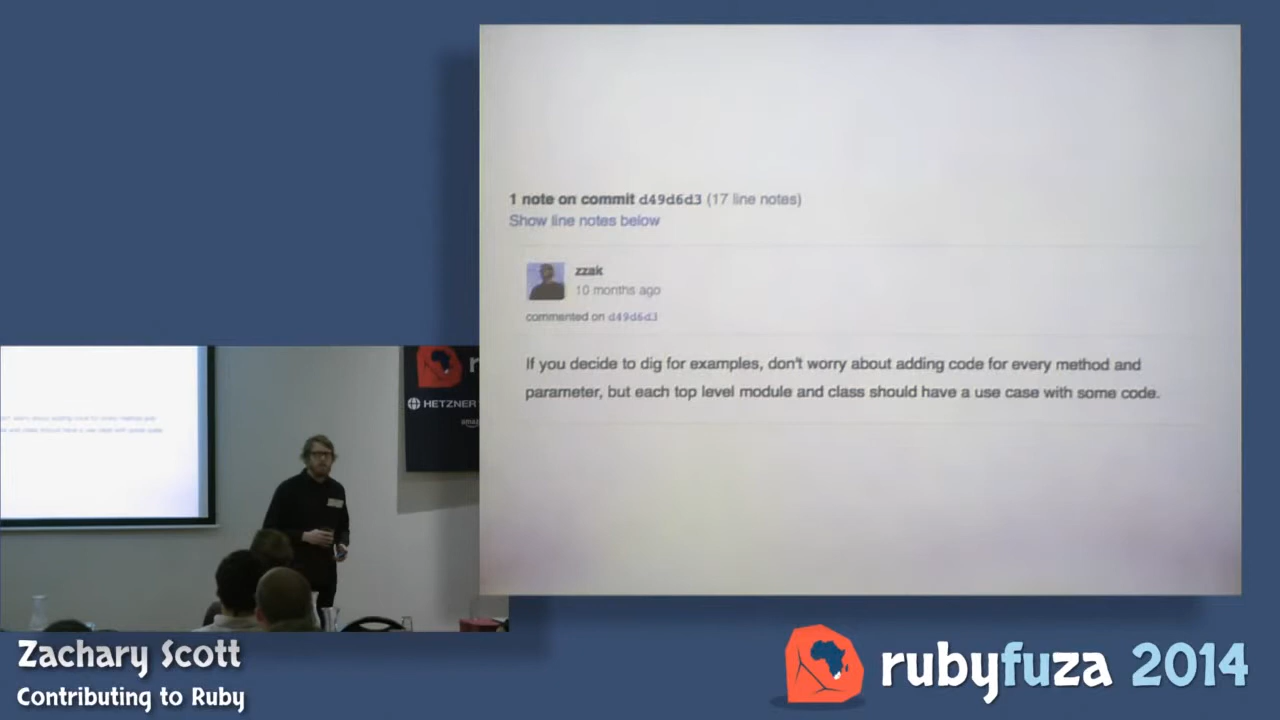 1 note on commit d49d6d3 (17 line notes)
Show line notes below
zzak
10 months ago
commented on d49d6d3
If you decide to dig for examples, don't worry about adding code for every method and
parameter, but each top level module and class should have a use case with some code.
HETZNER
Zachary Scott
Contributing to Ruby
rubyfuza 2014